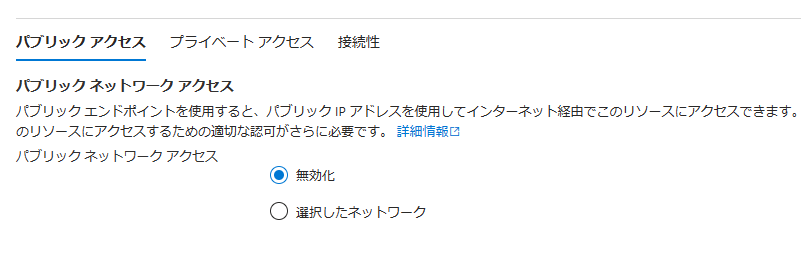 パブリック アクセス プライベート アクセス 接続性
パブリック ネットワーク アクセス
パブリック エンドポイントを使用すると、パブリック IP アドレスを使用してインターネット経由でこのリソースにアクセスできます。
のリソースにアクセスするための適切な認可がさらに必要です。 詳細情報
パブリック ネットワーク アクセス
無効化
選択したネットワーク